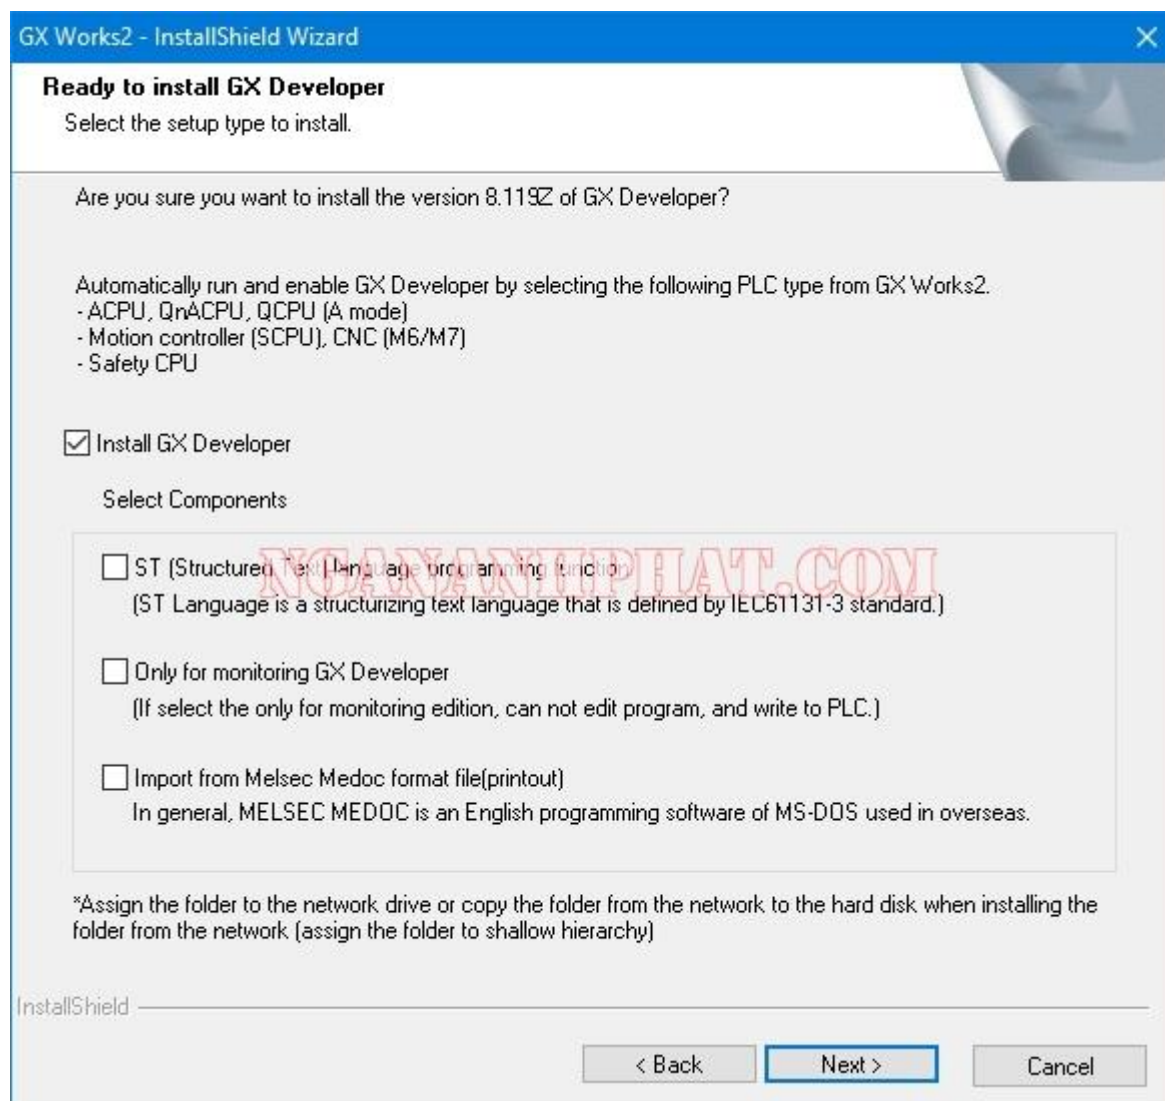 GX Works2 - InstallShield Wizard
Ready to install GX Developer
Select the setup type to install.
Are you sure you want to install the version 8.119Z of GX Developer?
Automatically run and enable GX Developer by selecting the following PLC type from GX Works2.
- ACPU, QnACPU, QCPU (A mode)
- Motion controller (SCPU), CNC (M6/M7)
- Safety CPU
Install GX Developer
Select Components
ST (Structured Text) language programming function
NGANANHPHAT.COM
(ST Language is a structurizing text language that is defined by IEC61131-3 standard.)
Only for monitoring GX Developer
(If select the only for monitoring edition, can not edit program, and write to PLC.)
Import from Melsec Medoc format file(printout)
In general, MELSEC MEDOC is an English programming software of MS-DOS used in overseas.
*Assign the folder to the network drive or copy the folder from the network to the hard disk when installing the
folder from the network (assign the folder to shallow hierarchy)
InstallShield
< Back
Next >
Cancel